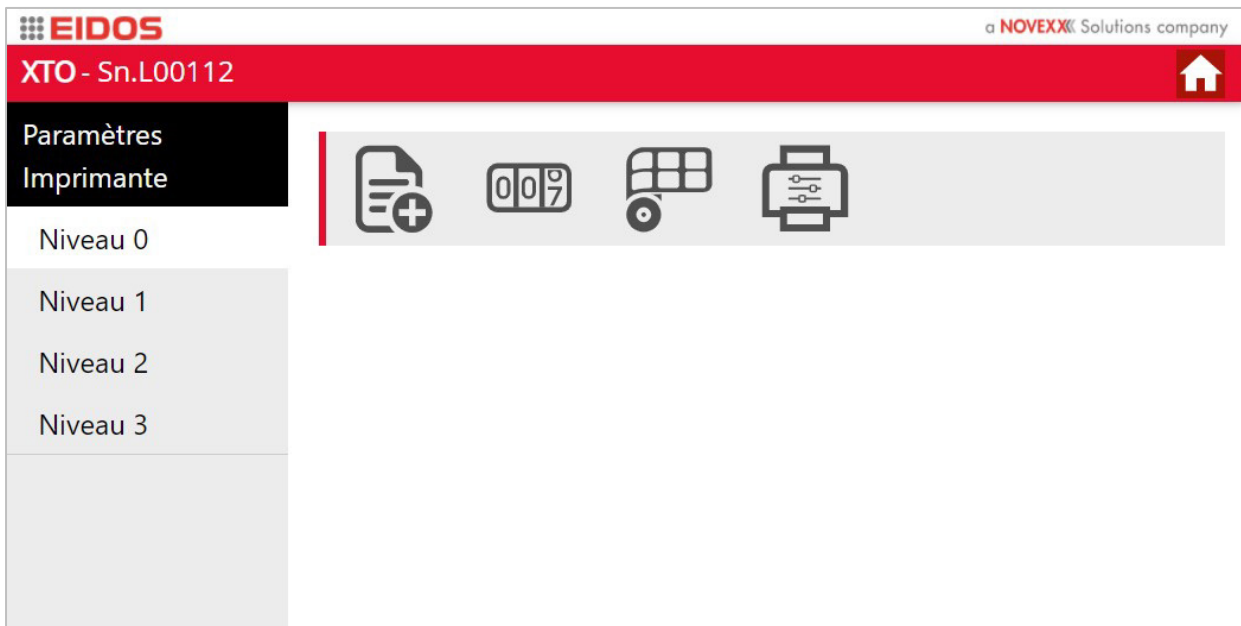 EIDOS
a NOVEXX Solutions company
XTO - Sn.L00112
Paramètres
Imprimante
Niveau 0
Niveau 1
Niveau 2
Niveau 3
007